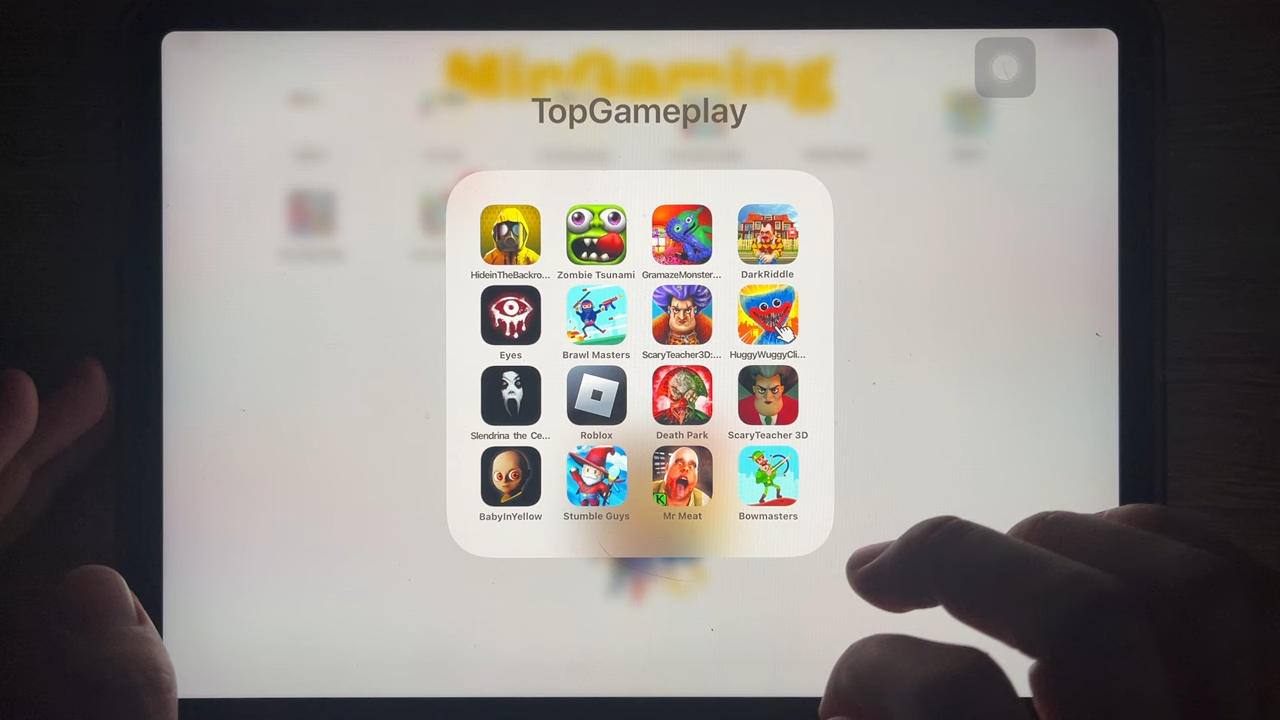 MinGaming
TopGameplay
HideinTheBackro... Zombie Tsunami GramazeMonster... DarkRiddle
Eyes Brawl Masters ScaryTeacher3D:... HuggyWuggyCli...
Slendrina the Ce... Roblox Death Park ScaryTeacher 3D
K
BabyInYellow Stumble Guys Mr Meat Bowmasters